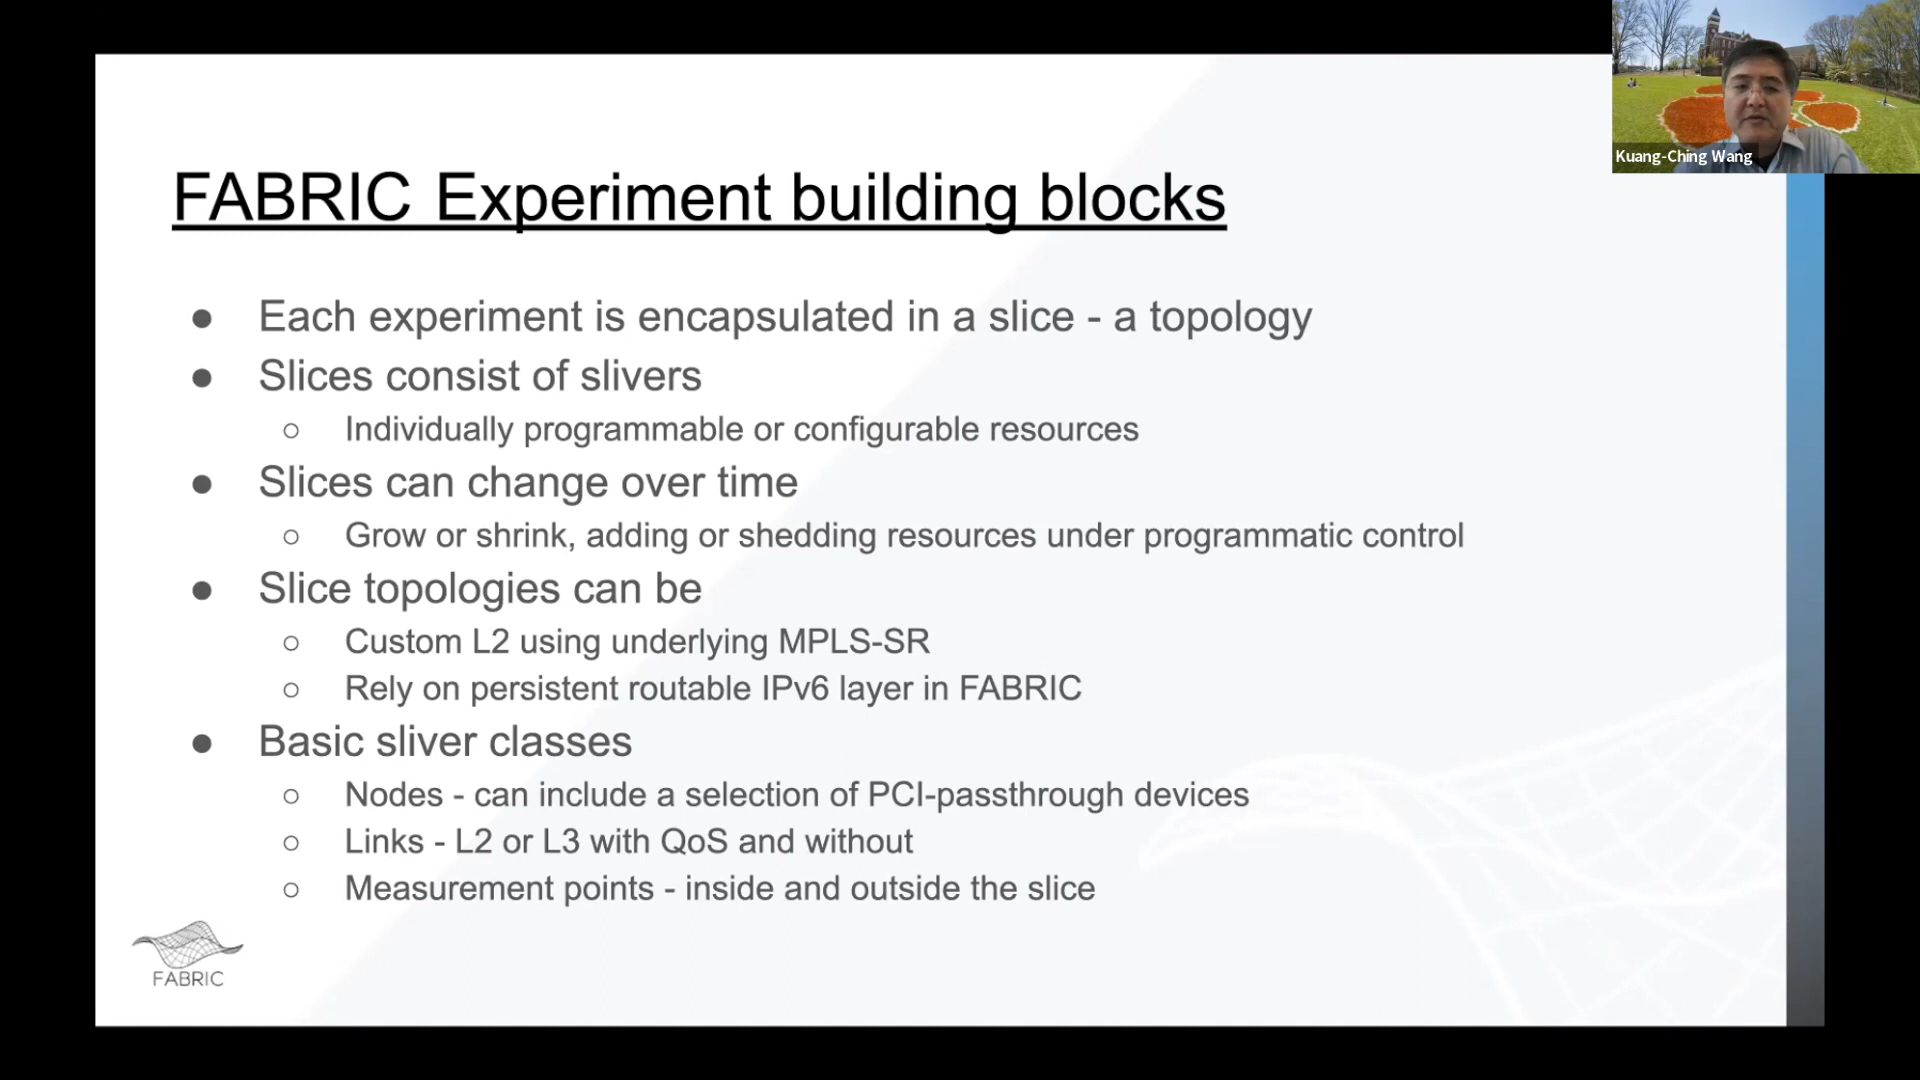 Kuang-Ching Wang
FABRIC Experiment building blocks
● Each experiment is encapsulated in a slice - a topology
● Slices consist of slivers
○ Individually programmable or configurable resources
● Slices can change over time
○ Grow or shrink, adding or shedding resources under programmatic control
● Slice topologies can be
○ Custom L2 using underlying MPLS-SR
○ Rely on persistent routable IPv6 layer in FABRIC
● Basic sliver classes
○ Nodes - can include a selection of PCI-passthrough devices
○ Links - L2 or L3 with QoS and without
○ Measurement points - inside and outside the slice
FABRIC